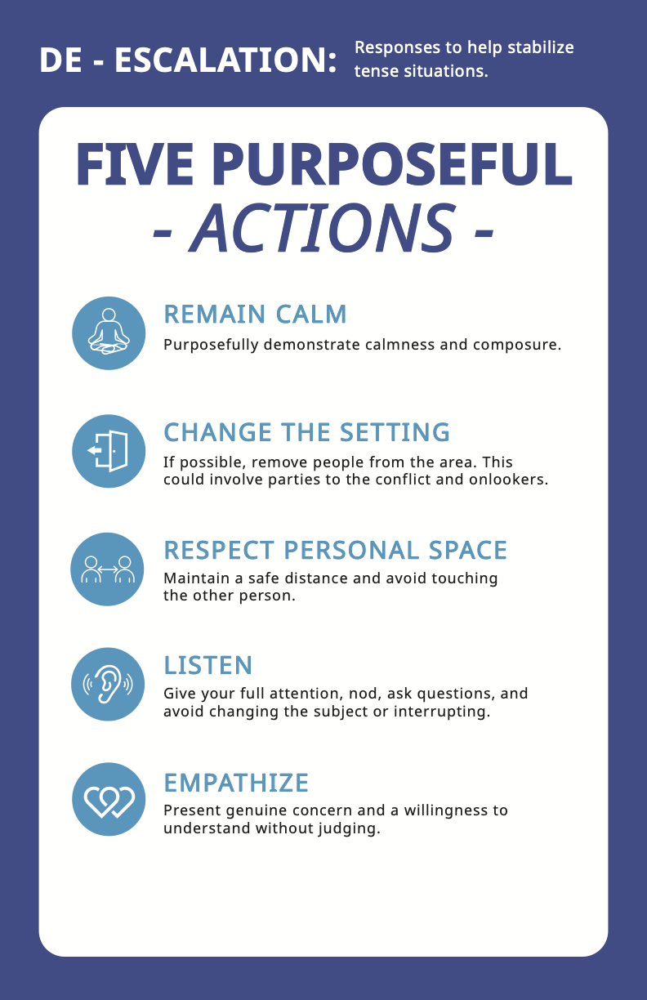 DE - ESCALATION:
Responses to help stabilize
tense situations.
FIVE PURPOSEFUL
- ACTIONS -
REMAIN CALM
Purposefully demonstrate calmness and composure.
CHANGE THE SETTING
If possible, remove people from the area. This
could involve parties to the conflict and onlookers.
RESPECT PERSONAL SPACE
Maintain a safe distance and avoid touching
the other person.
LISTEN
Give your full attention, nod, ask questions, and
avoid changing the subject or interrupting.
EMPATHIZE
Present genuine concern and a willingness to
understand without judging.